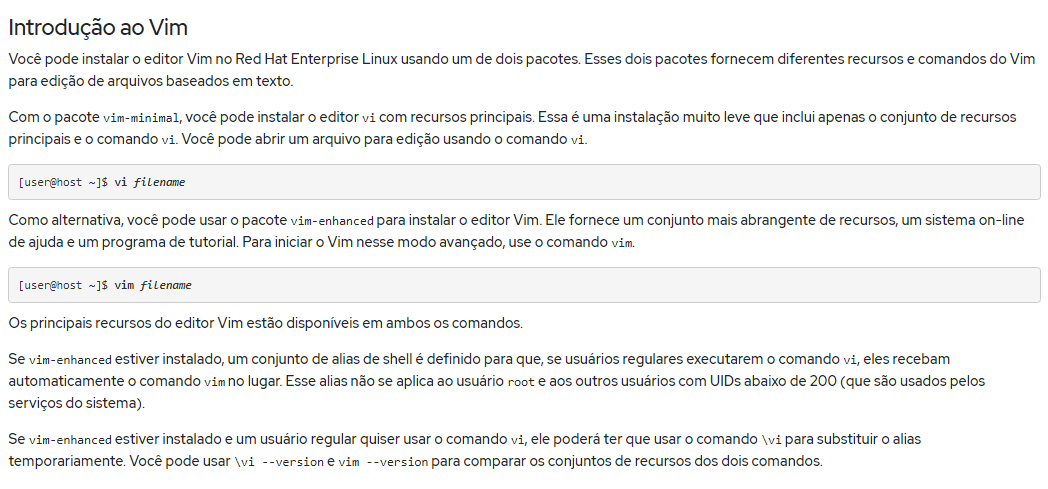 Introdução ao Vim
Você pode instalar o editor Vim no Red Hat Enterprise Linux usando um de dois pacotes. Esses dois pacotes fornecem diferentes recursos e comandos do Vim
para edição de arquivos baseados em texto.
Com o pacote vim-minimal, você pode instalar o editor vi com recursos principais. Essa é uma instalação muito leve que inclui apenas o conjunto de recursos
principais e o comando vi. Você pode abrir um arquivo para edição usando o comando vi.
[user@host ~]$ vi filename
Como alternativa, você pode usar o pacote vim-enhanced para instalar o editor Vim. Ele fornece um conjunto mais abrangente de recursos, um sistema on-line
de ajuda e um programa de tutorial. Para iniciar o Vim nesse modo avançado, use o comando vim.
[user@host ~]$ vim filename
Os principais recursos do editor Vim estão disponíveis em ambos os comandos.
Se vim-enhanced estiver instalado, um conjunto de alias de shell é definido para que, se usuários regulares executarem o comando vi, eles recebam
automaticamente o comando vim no lugar. Esse alias não se aplica ao usuário root e aos outros usuários com UIDs abaixo de 200 (que são usados pelos
serviços do sistema).
Se vim-enhanced estiver instalado e um usuário regular quiser usar o comando vi, ele poderá ter que usar o comando \vi para substituir o alias
temporariamente. Você pode usar \vi --version e vim --version para comparar os conjuntos de recursos dos dois comandos.